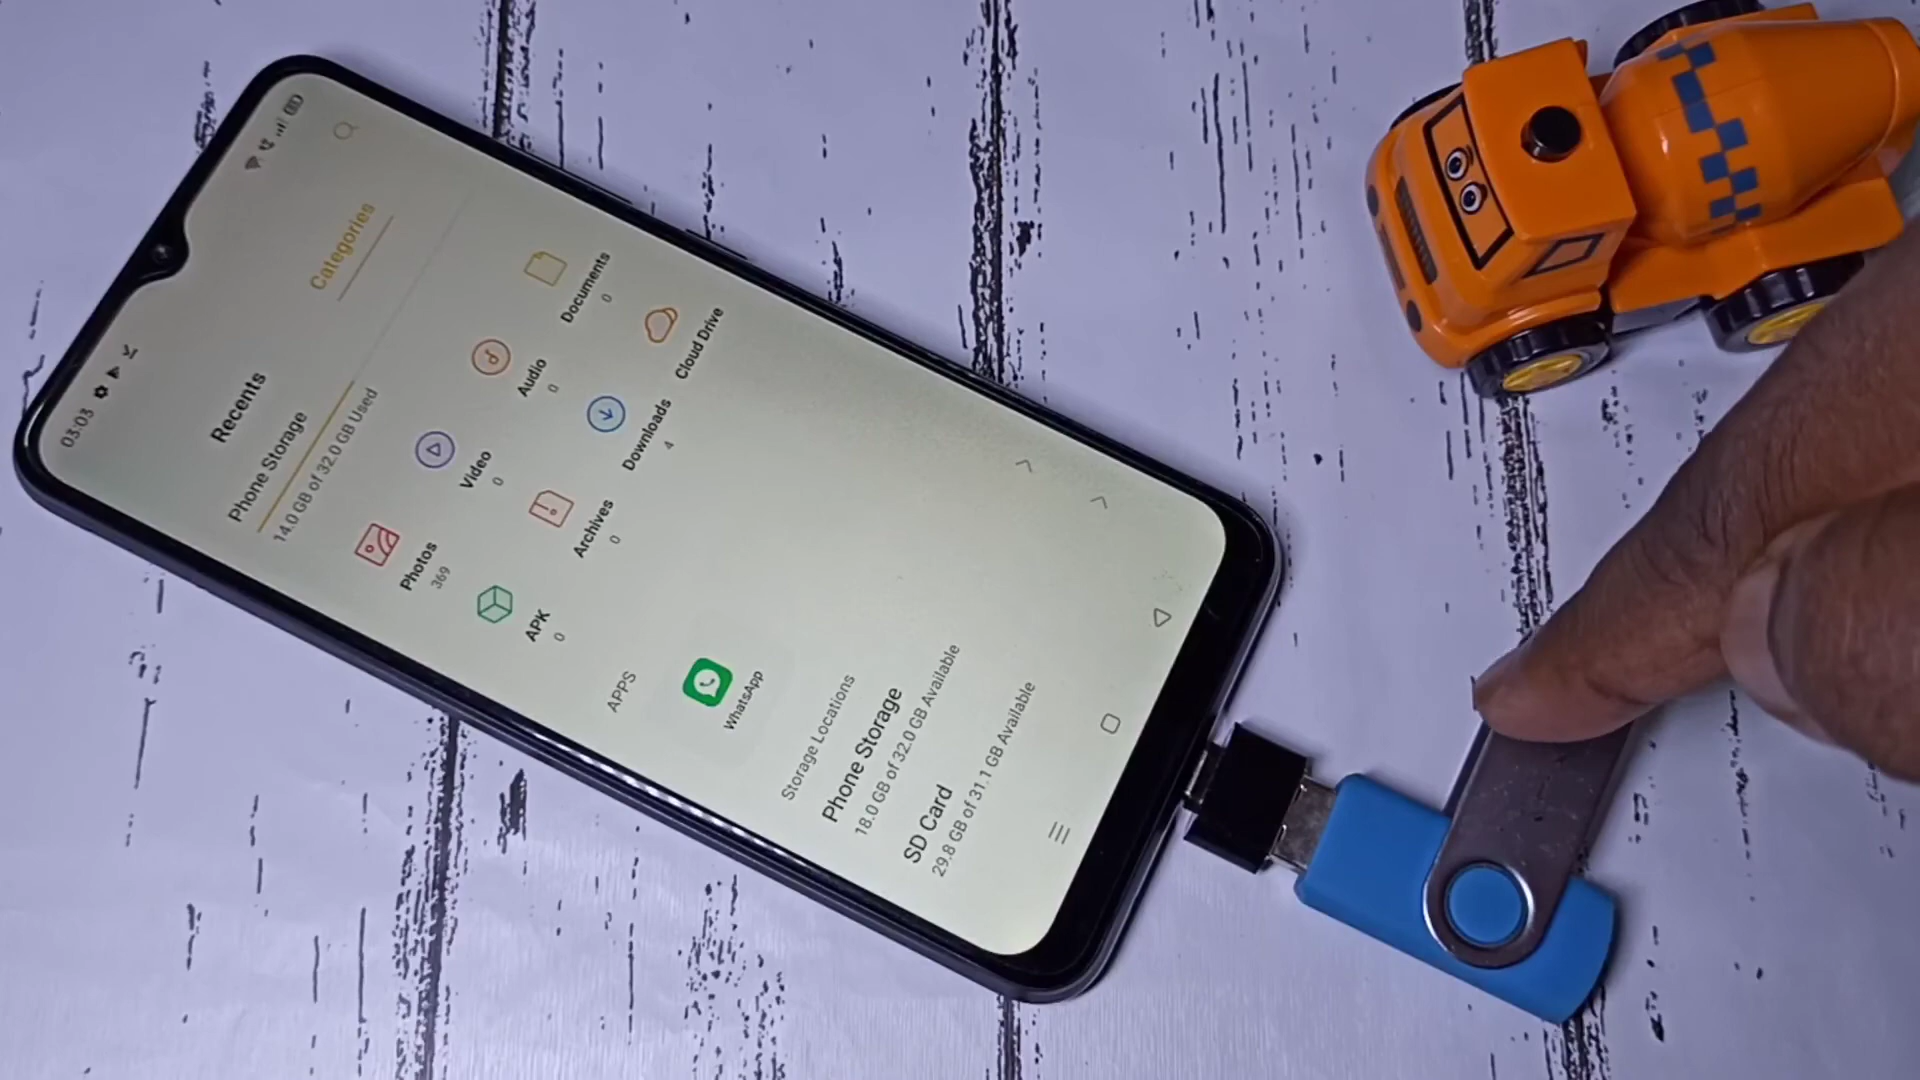 03:03
Recents
Categories
Phone Storage
14.0 GB of 32.0 GB Used
Photos
369
Video
0
Audio
0
Documents
0
APK
0
Archives
0
Downloads
4
Cloud Drive
APPS
WhatsApp
Storage Locations
Phone Storage
18.0 GB of 32.0 GB Available
SD Card
29.8 GB of 31.1 GB Available